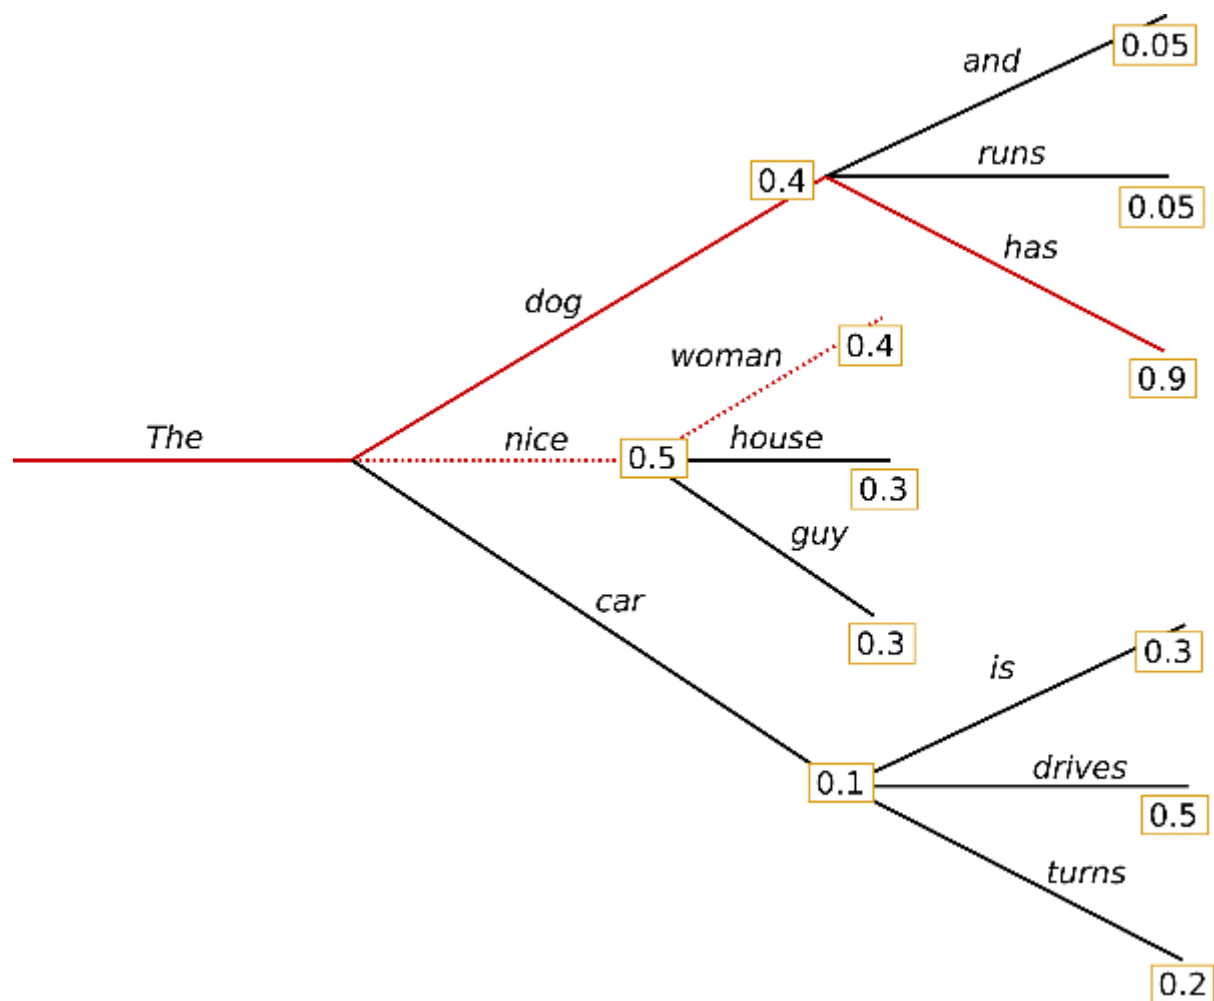 and
0.05
runs
0.4
0.05
has
dog
woman
0.4
0.9
The
nice
0.5
house
0.3
guy
car
0.3
is
0.3
drives
0.1
0.5
turns
0.2